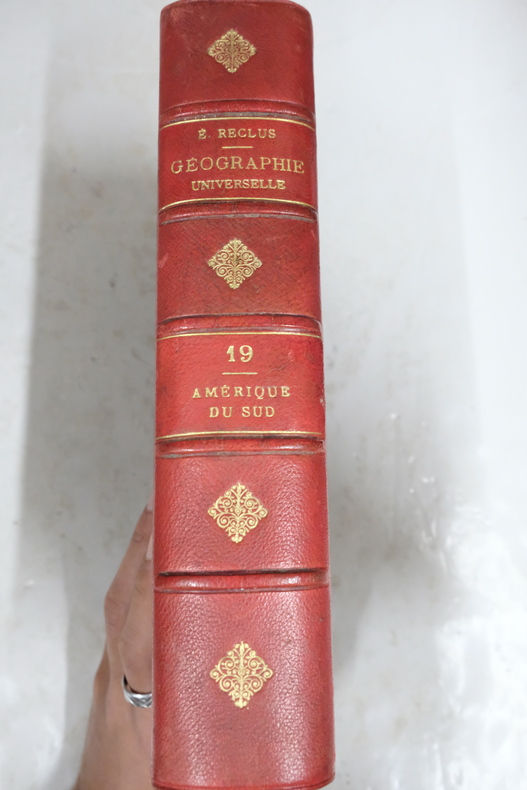 É. RECLUS
GÉOGRAPHIE
UNIVERSELLE
19
AMÉRIQUE
DU SUD